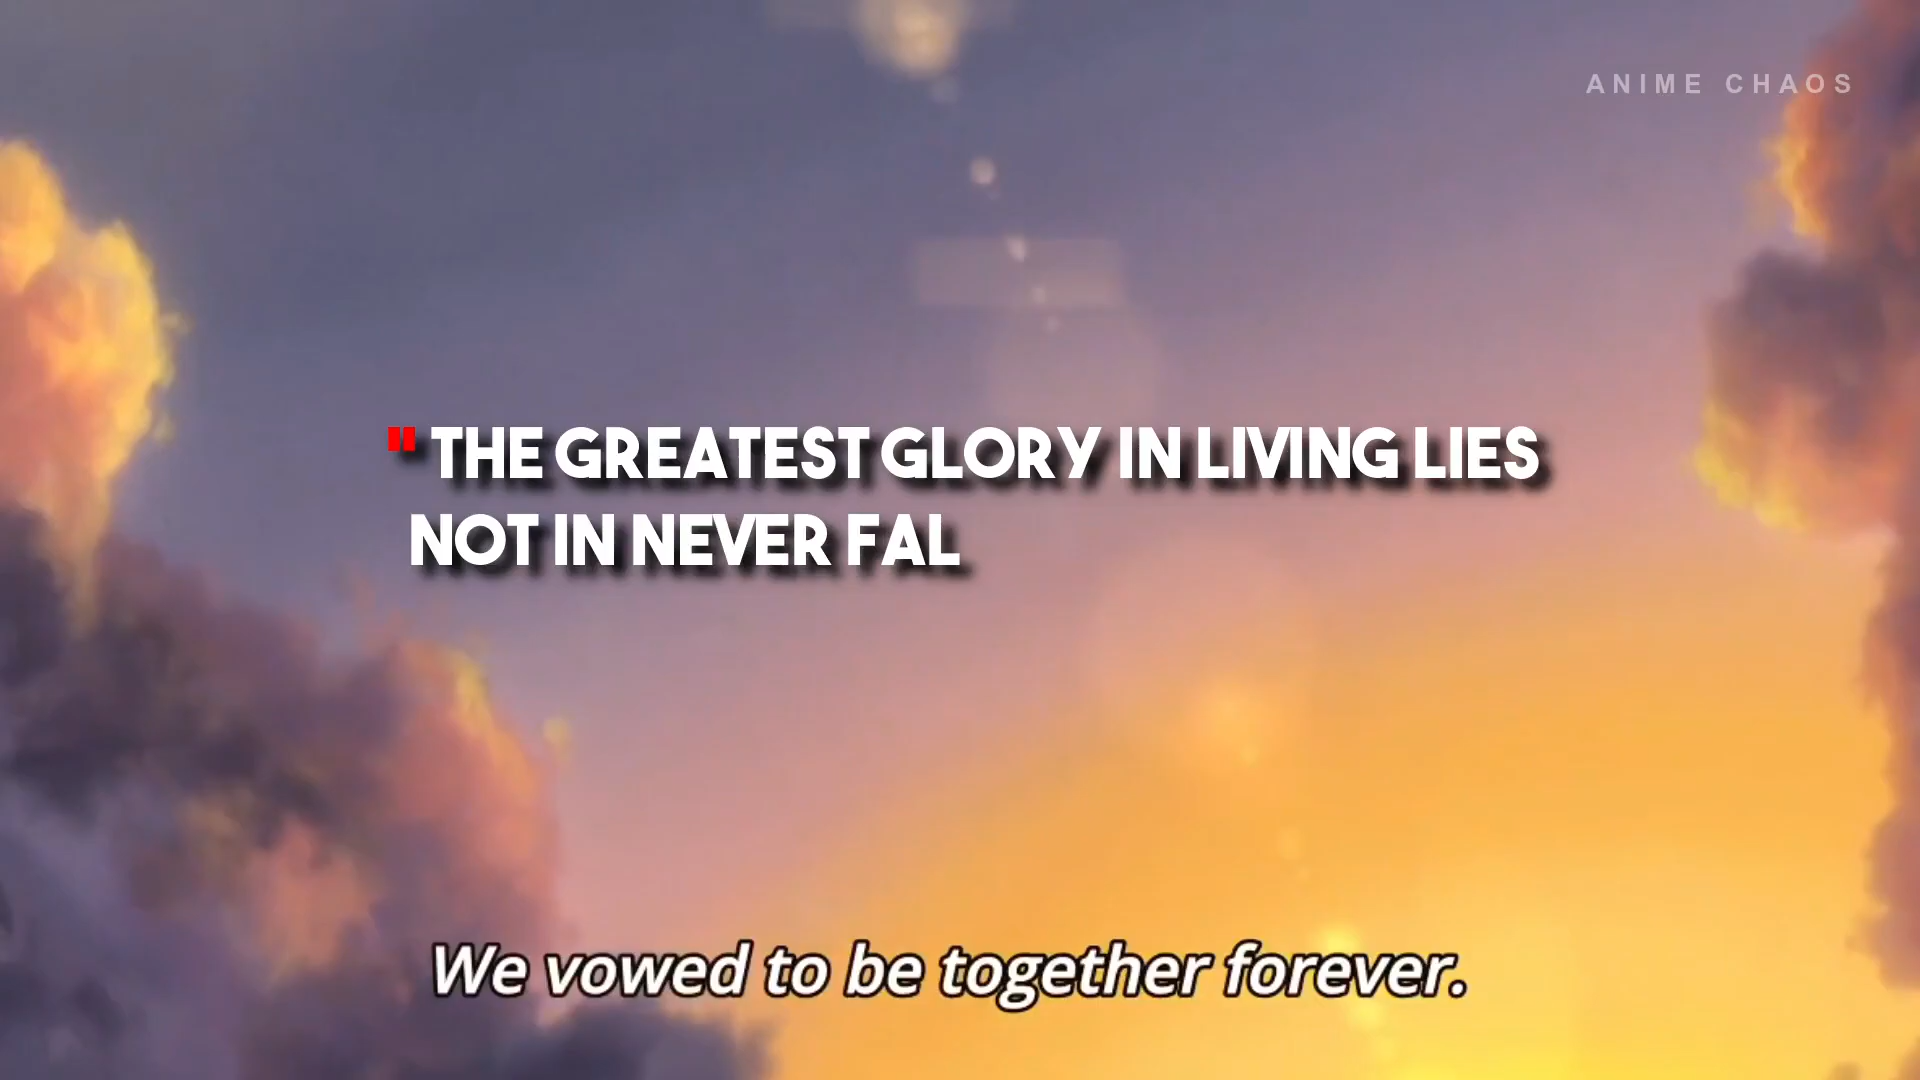 ANIME CHAOS
" THE GREATEST GLORY IN LIVING LIES
NOT IN NEVER FAL
We vowed to be together forever.